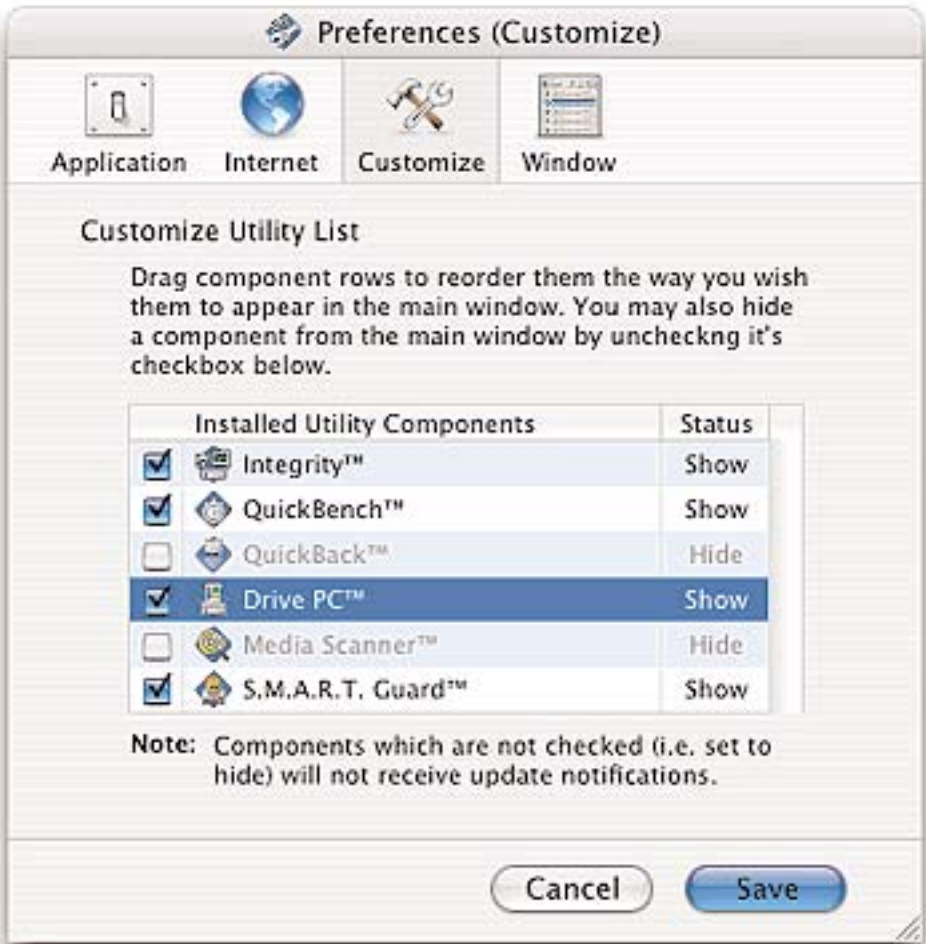 Preferences (Customize)
Application Internet Customize Window
Customize Utility List
Drag component rows to reorder them the way you wish
them to appear in the main window. You may also hide
a component from the main window by uncheckng it's
checkbox below.
Installed Utility Components Status
Integrity™ Show
QuickBench™ Show
QuickBack™ Hide
Drive PC™ Show
Media Scanner™ Hide
S.M.A.R.T. Guard™ Show
Note: Components which are not checked (i.e. set to
hide) will not receive update notifications.
Cancel Save